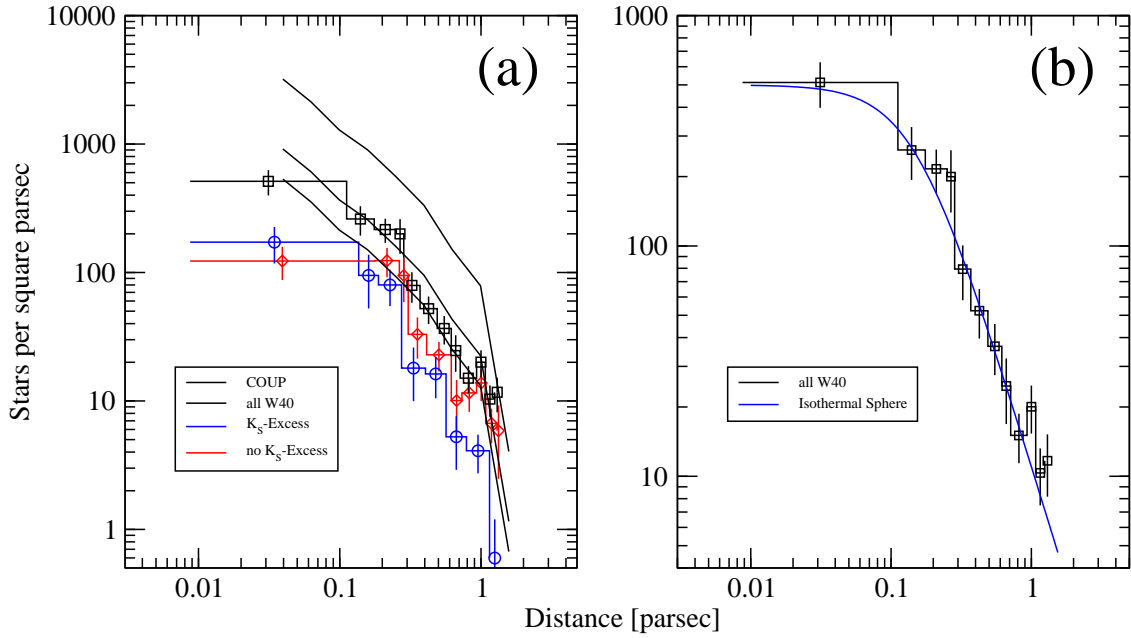 (a)
10000
1000
100
10
1
0.01
0.1
1
COUP
all W40
K_S-Excess
no K_S-Excess
Stars per square parsec
(b)
1000
100
10
0.01
0.1
1
all W40
Isothermal Sphere
Distance [parsec]